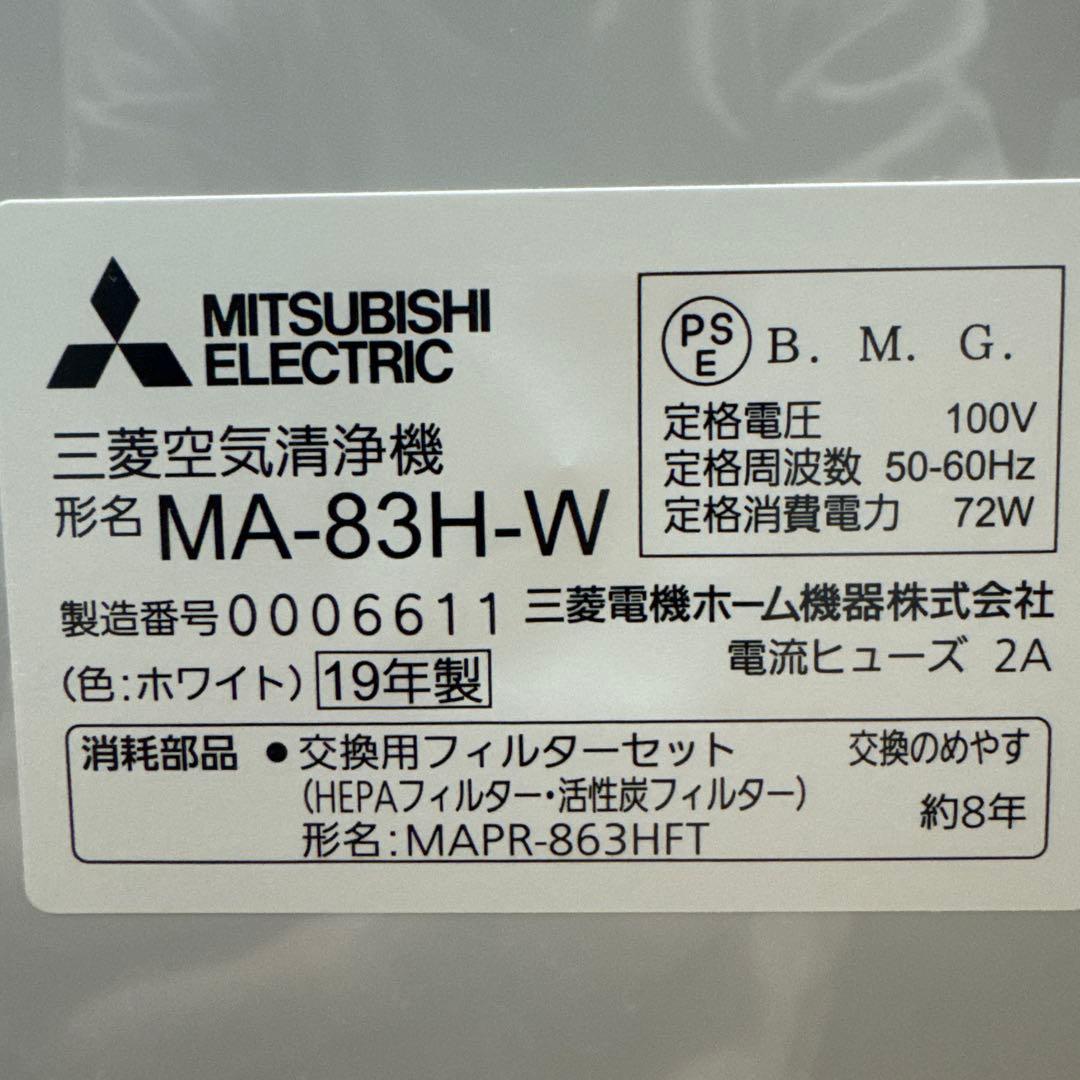 MITSUBISHI
ELECTRIC
三菱空気清浄機
形名 MA-83H-W
PS
E
B. M. G.
定格電圧 100V
定格周波数 50-60Hz
定格消費電力 72W
製造番号 0006611
三菱電機ホーム機器株式会社
(色:ホワイト) 19年製
電流ヒューズ 2A
消耗部品 ●交換用フィルターセット 交換のめやす
(HEPAフィルター・活性炭フィルター) 約8年
形名:MAPR-863HFT